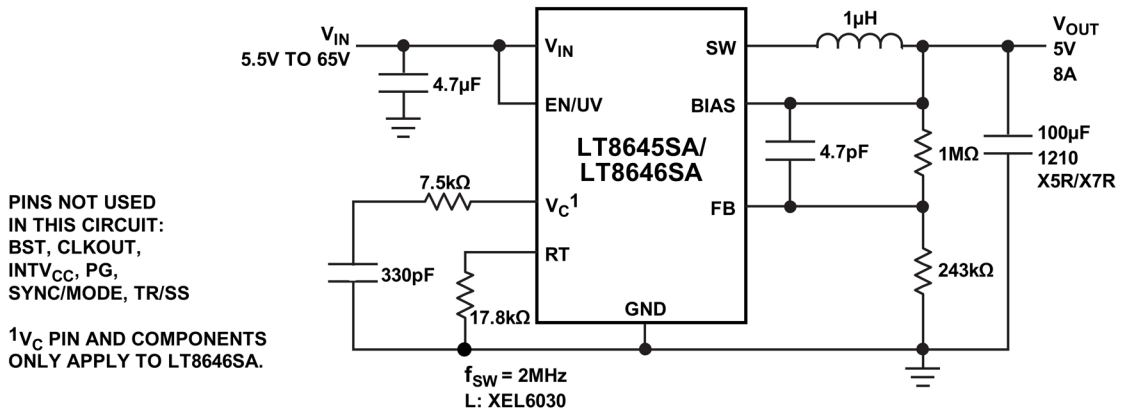 V_IN
5.5V TO 65V
4.7µF
V_IN
EN/UV
LT8645SA/
LT8646SA
V_C¹
RT
GND
SW
BIAS
FB
1µH
V_OUT
5V
8A
4.7pF
1MΩ
100µF
1210
X5R/X7R
243kΩ
7.5kΩ
330pF
17.8kΩ
PINS NOT USED
IN THIS CIRCUIT:
BST, CLKOUT,
INTV_CC, PG,
SYNC/MODE, TR/SS
¹V_C PIN AND COMPONENTS
ONLY APPLY TO LT8646SA.
f_SW = 2MHz
L: XEL6030